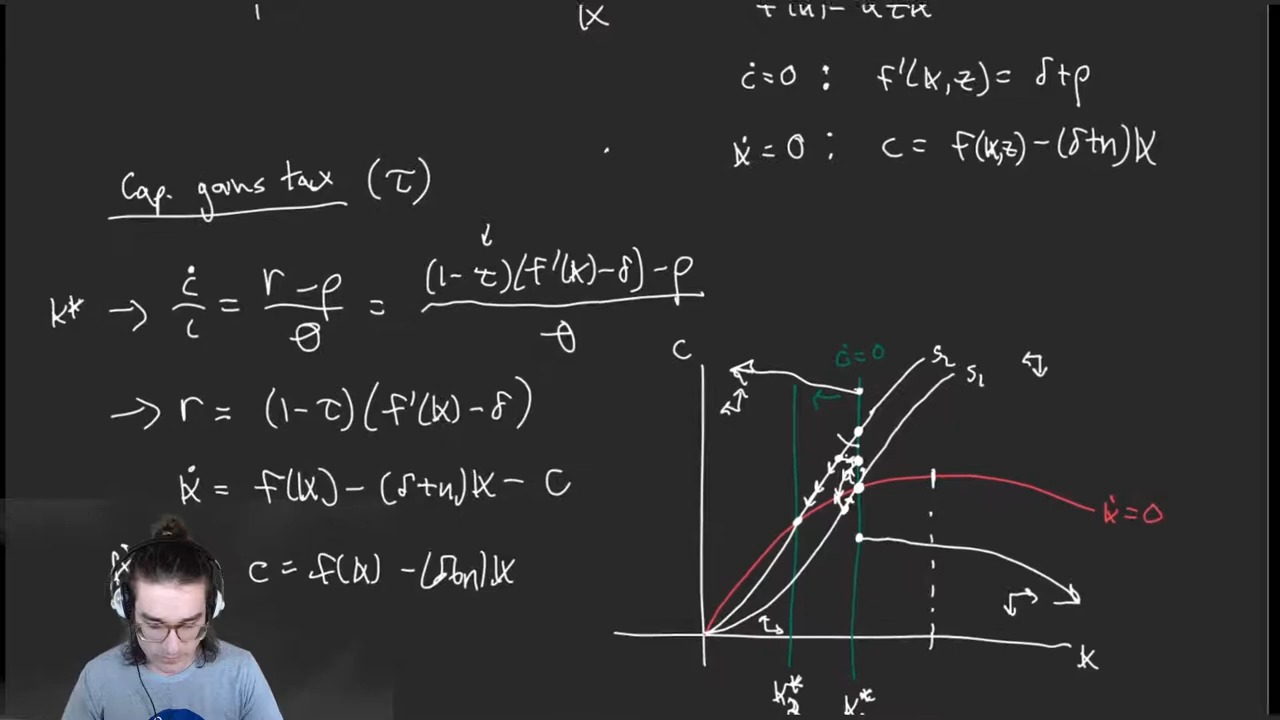 k
ċ=0 : f'(k,z) = δ+ρ
k̇ = 0 : c = f(k,z) - (δ+n)k
Cap. gains tax (τ)
k* → ċ/c = (r-ρ)/θ = ((1-τ)(f'(k)-δ)-ρ)/θ
→ r = (1-τ)(f'(k)-δ)
k̇ = f(k) - (δ+n)k - c
c = f(k) - (δ+n)k
C
ċ=0
S₂
S₁
k̇=0
k
k₂*